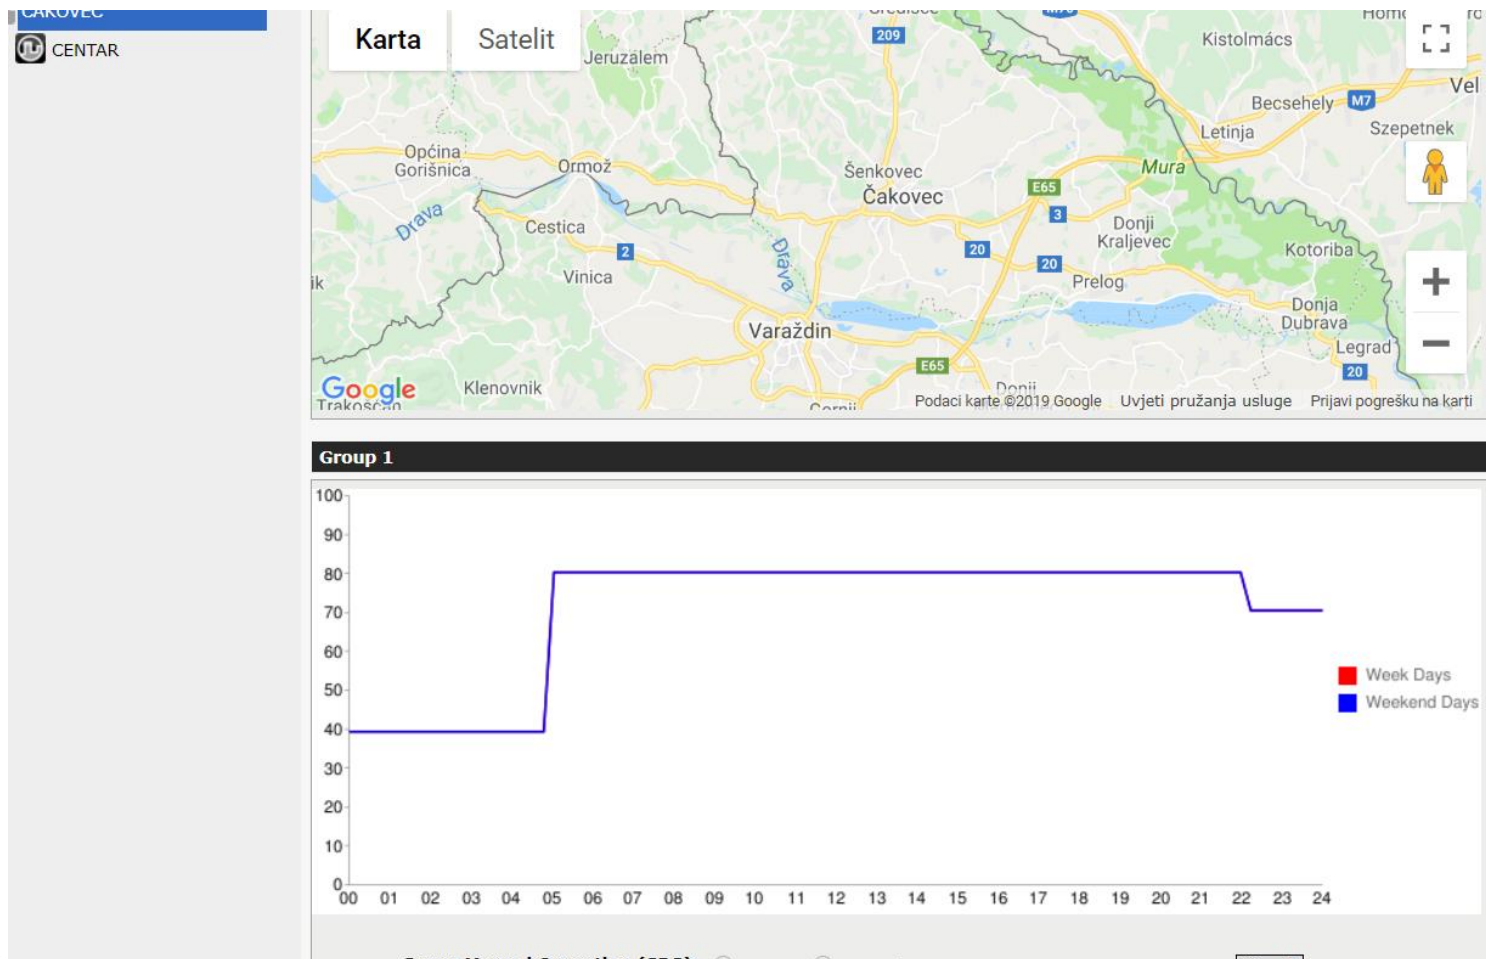 ČAKOVEC
CENTAR
Karta
Satelit
209
Kistolmács
Jeruzalem
Vel
Becsehely
M7
Letinja
Szepetnek
Općina
Gorišnica
Ormož
Šenkovec
Čakovec
Mura
E65
3
Drava
Cestica
2
Drava
20
20
Donji
Kraljevec
Kotoriba
ik
Vinica
Prelog
Donja
Dubrava
Varaždin
Legrad
E65
20
Google
Klenovnik
Donji
Trakošćan
Podaci karte ©2019 Google
Uvjeti pružanja usluge
Prijavi pogrešku na karti
Group 1
100
90
80
70
60
50
40
30
20
10
0
Week Days
Weekend Days
00 01 02 03 04 05 06 07 08 09 10 11 12 13 14 15 16 17 18 19 20 21 22 23 24